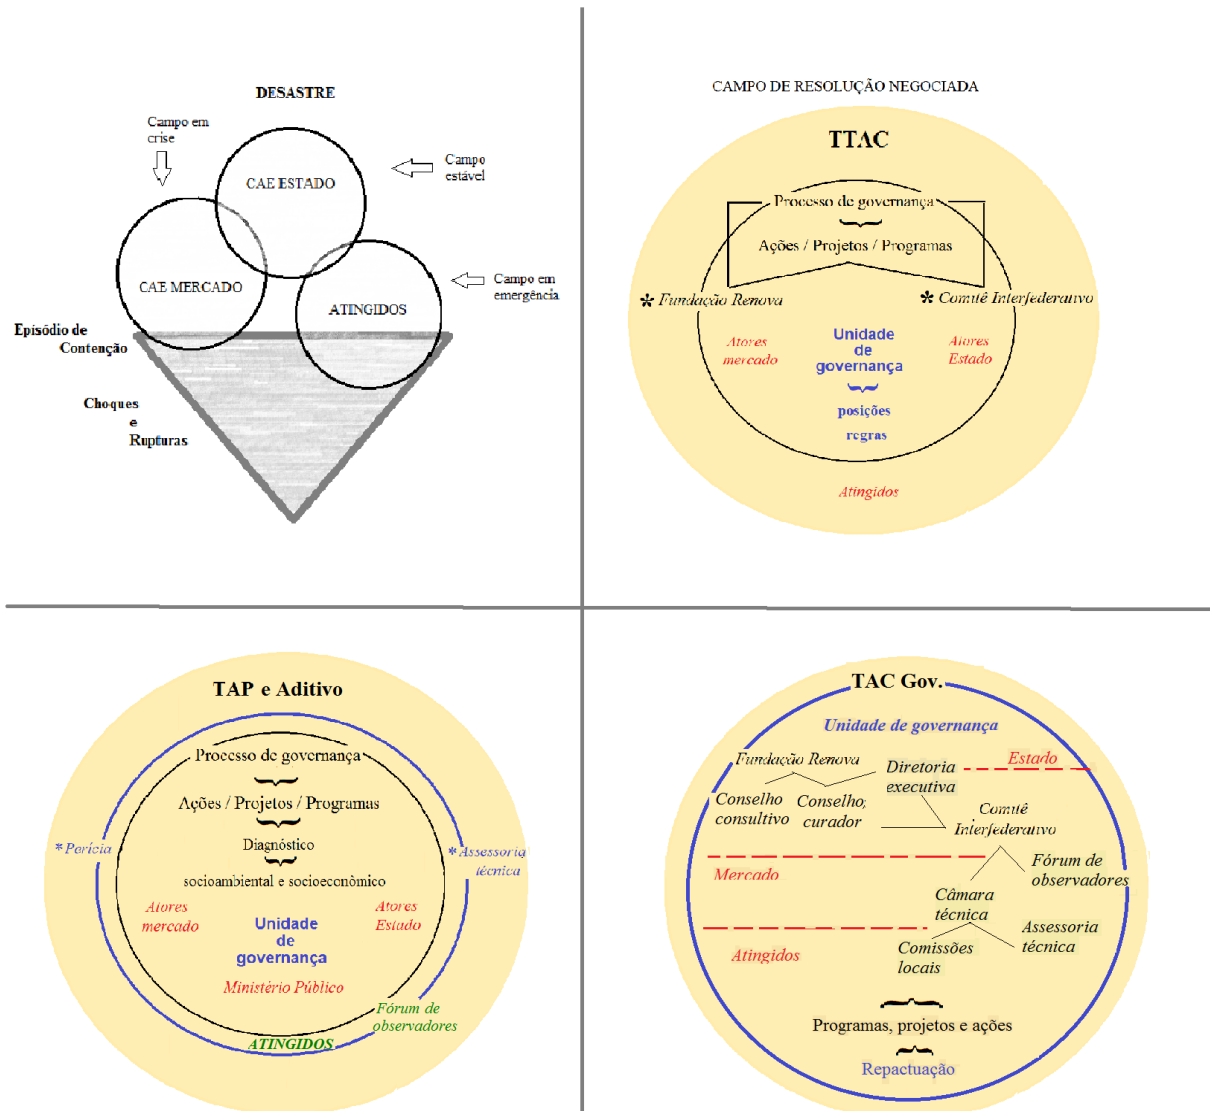 DESASTRE
Campo em
crise
CAE ESTADO
Campo
estável
CAE MERCADO
ATINGIDOS
Campo em
emergência
Episódio de
Contenção
Choques
e
Rupturas
CAMPO DE RESOLUÇÃO NEGOCIADA
TTAC
Processo de governança
Ações / Projetos / Programas
* Fundação Renova
* Comitê Interfederativo
Atores
mercado
Unidade
de
governança
Atores
Estado
posições
regras
Atingidos
TAP e Aditivo
Processo de governança
Ações / Projetos / Programas
Diagnóstico
socioambiental e socioeconômico
* Perícia
* Assessoria
técnica
Atores
mercado
Unidade
de
governança
Atores
Estado
Ministério Público
Fórum de
observadores
ATINGIDOS
TAC Gov.
Unidade de governança
Fundação Renova
Diretoria
executiva
Estado
Conselho
consultivo
Conselho
curador
Comitê
Interfederativo
Mercado
Fórum de
observadores
Câmara
técnica
Assessoria
técnica
Atingidos
Comissões
locais
Programas, projetos e ações
Repactuação